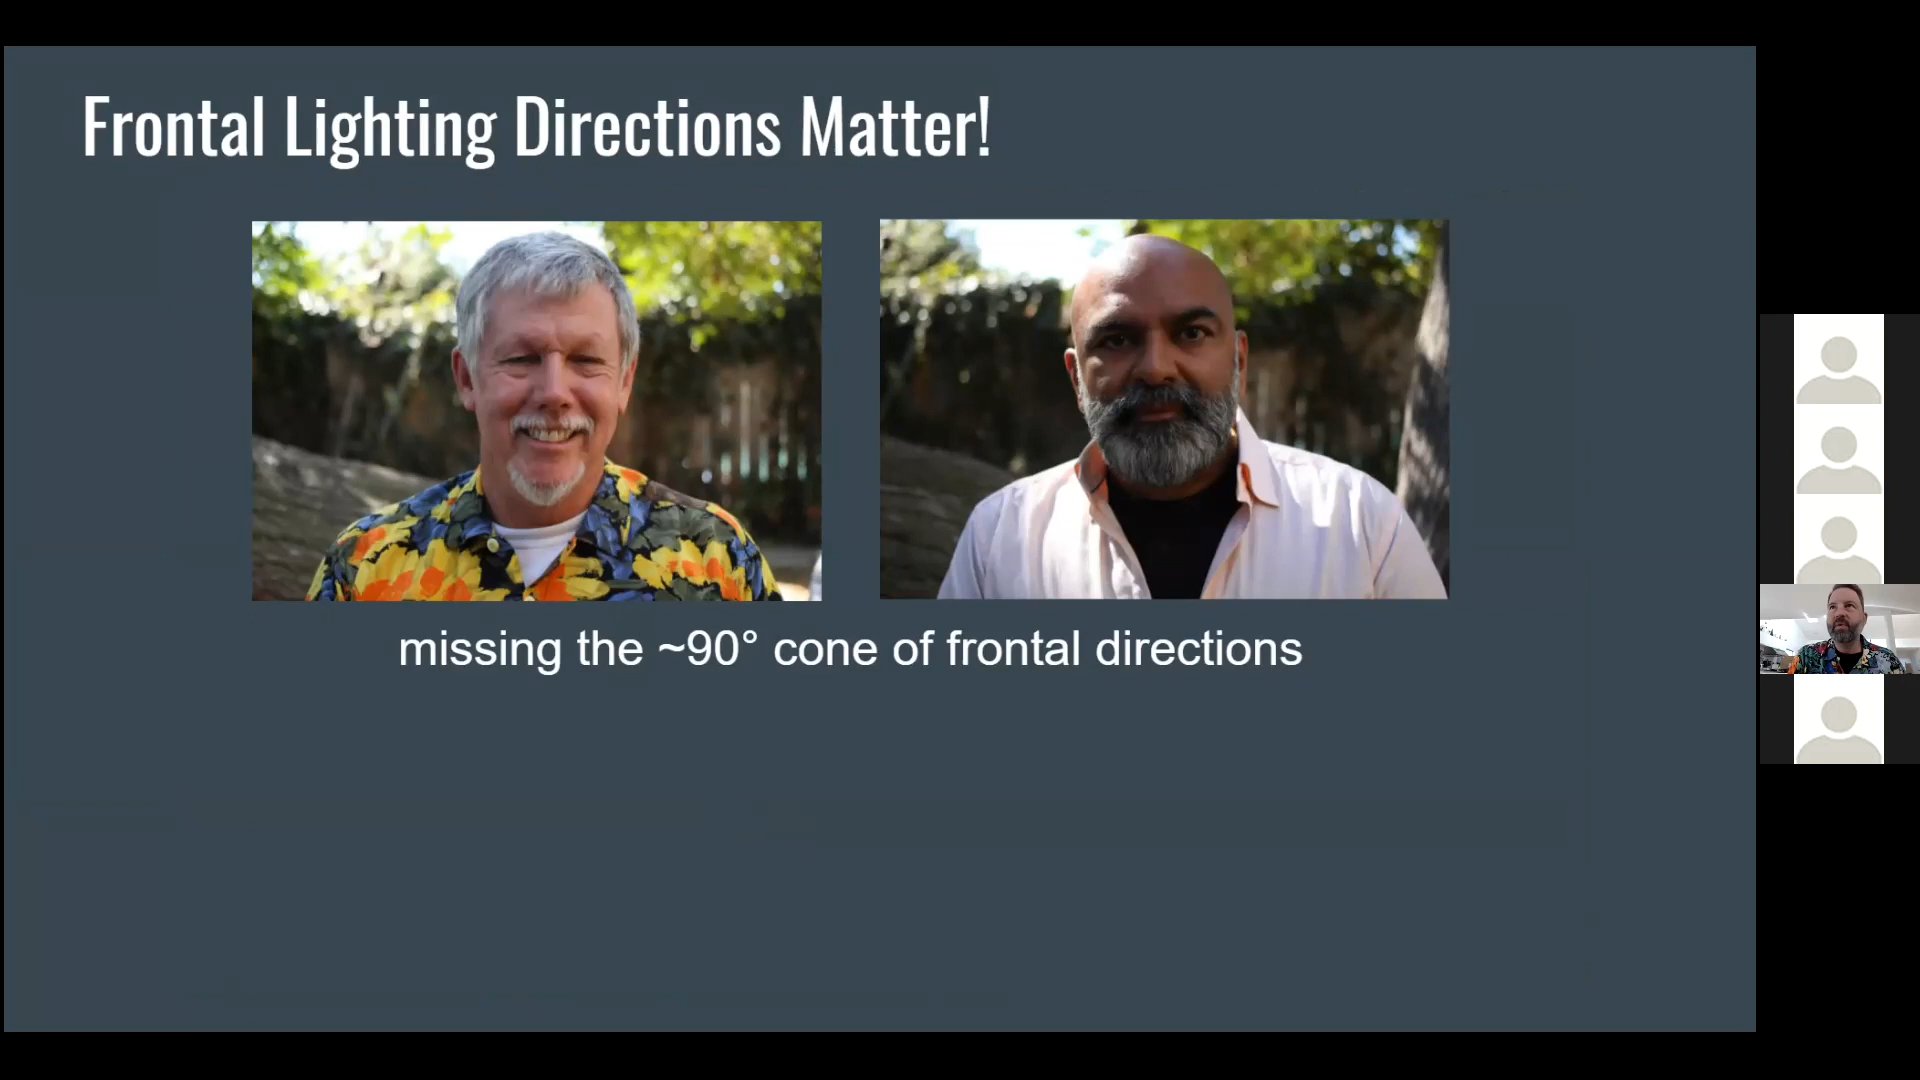 Frontal Lighting Directions Matter!
missing the ~90° cone of frontal directions